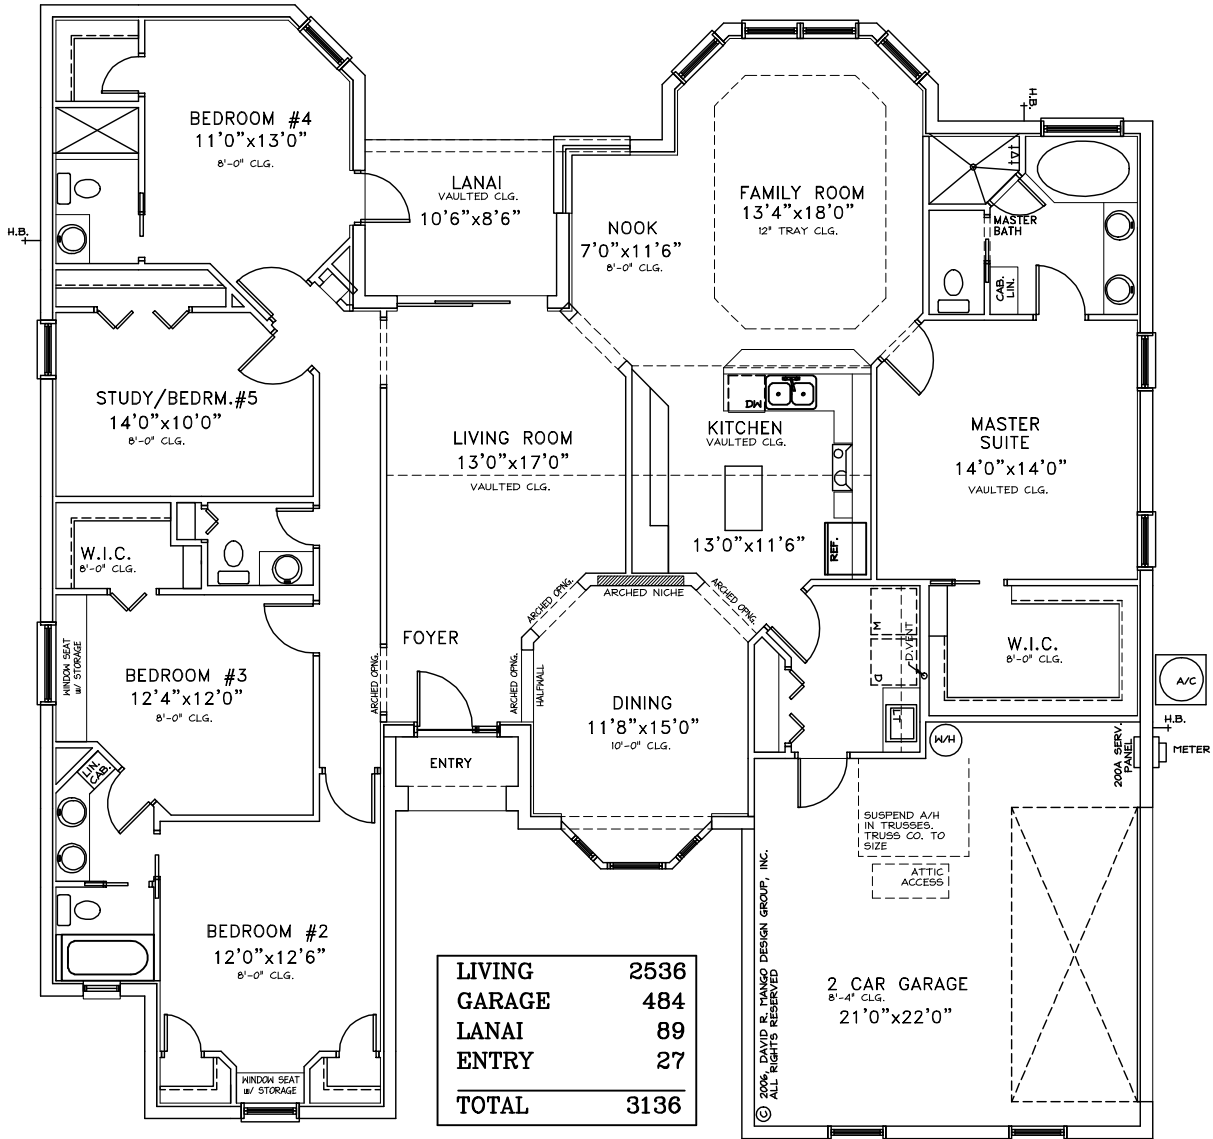 BEDROOM #4
11'0"x13'0"
8'-0" CLG.
H.B.
LANAI
VAULTED CLG.
10'6"x8'6"
NOOK
7'0"x11'6"
8'-0" CLG.
FAMILY ROOM
13'4"x18'0"
12" TRAY CLG.
H.B.
TVL
MASTER
BATH
CAB.
LIN.
STUDY/BEDRM.#5
14'0"x10'0"
8'-0" CLG.
LIVING ROOM
13'0"x17'0"
VAULTED CLG.
DW
KITCHEN
VAULTED CLG.
13'0"x11'6"
REF.
MASTER
SUITE
14'0"x14'0"
VAULTED CLG.
W.I.C.
8'-0" CLG.
ARCHED OPNG.
ARCHED NICHE
ARCHED OPNG.
FOYER
ARCHED OPNG.
ARCHED OPNG.
HALFWALL
WINDOW SEAT
w/ STORAGE
BEDROOM #3
12'4"x12'0"
8'-0" CLG.
DINING
11'8"x15'0"
10'-0" CLG.
W
D.VENT
D
LT
W.I.C.
8'-0" CLG.
A/C
H.B.
METER
200A SERV.
PANEL
W/H
ENTRY
LIN.
CAB.
SUSPEND A/H
IN TRUSSES.
TRUSS CO. TO
SIZE
ATTIC
ACCESS
BEDROOM #2
12'0"x12'6"
8'-0" CLG.
WINDOW SEAT
w/ STORAGE
2 CAR GARAGE
8'-4" CLG.
21'0"x22'0"
© 2006, DAVID R. MANGO DESIGN GROUP, INC.
ALL RIGHTS RESERVED
LIVING 2536
GARAGE 484
LANAI 89
ENTRY 27
TOTAL 3136